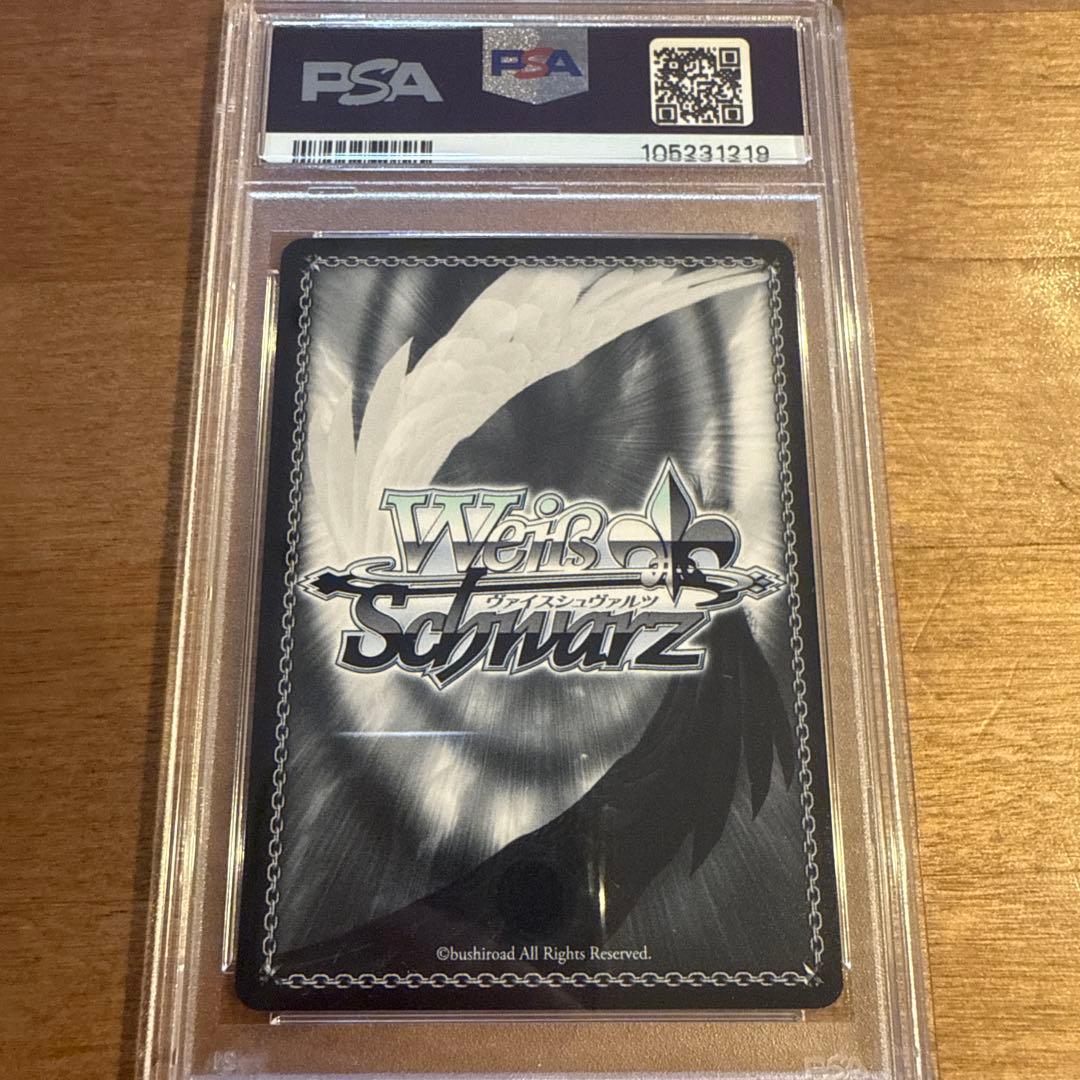 PSA
PSA
105231219
Weiß
ヴァイスシュヴァルツ
Schwarz
©bushiroad All Rights Reserved.
PSA